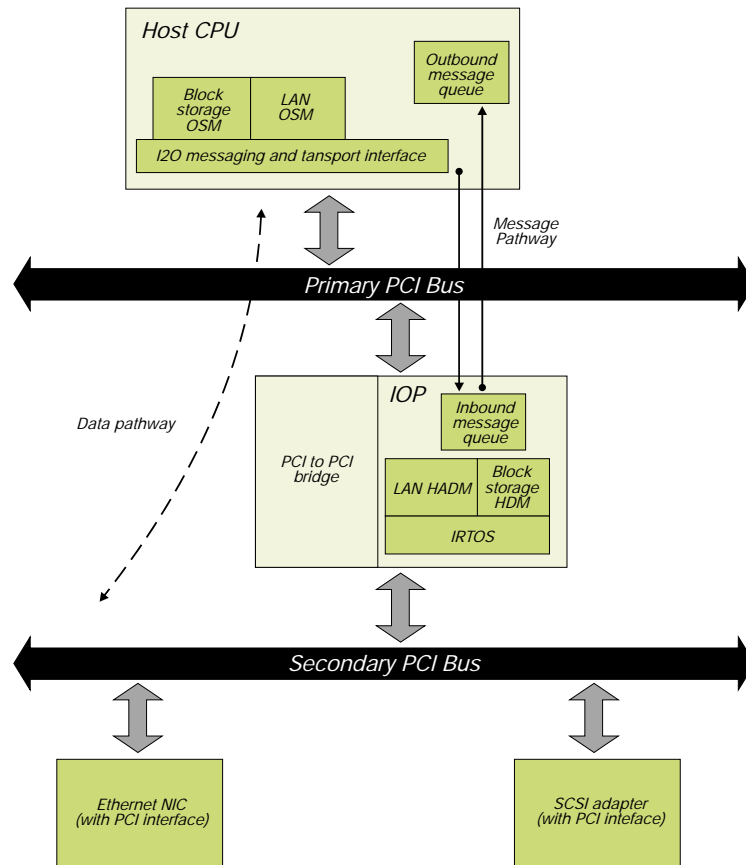 Host CPU
Outbound
message
queue
Block
storage
OSM
LAN
OSM
I2O messaging and tansport interface
Message
Pathway
Primary PCI Bus
IOP
Inbound
message
queue
Data pathway
PCI to PCI
bridge
LAN HADM
Block
storage
HDM
IRTOS
Secondary PCI Bus
Ethernet NIC
(with PCI interface)
SCSI adapter
(with PCI inteface)